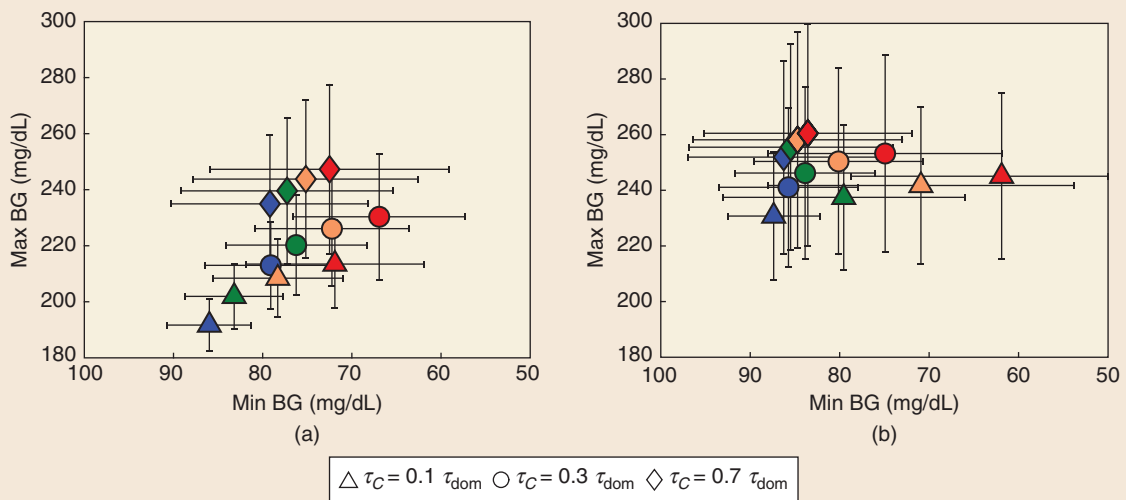 300
280
260
240
220
200
180
Max BG (mg/dL)
100 90 80 70 60 50
Min BG (mg/dL)
(a)
300
280
260
240
220
200
180
Max BG (mg/dL)
100 90 80 70 60 50
Min BG (mg/dL)
(b)
τC = 0.1 τdom τC = 0.3 τdom τC = 0.7 τdom